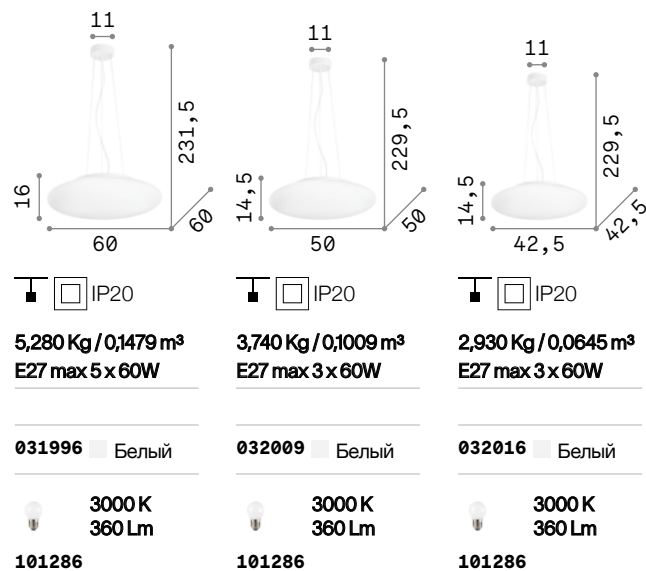 11
231,5
16
60
60
IP20
5,280 Kg / 0,1479 m³
E27 max 5 x 60W
031996 Белый
3000 K
360 Lm
101286
11
229,5
14,5
50
50
IP20
3,740 Kg / 0,1009 m³
E27 max 3 x 60W
032009 Белый
3000 K
360 Lm
101286
11
229,5
14,5
42,5
42,5
IP20
2,930 Kg / 0,0645 m³
E27 max 3 x 60W
032016 Белый
3000 K
360 Lm
101286